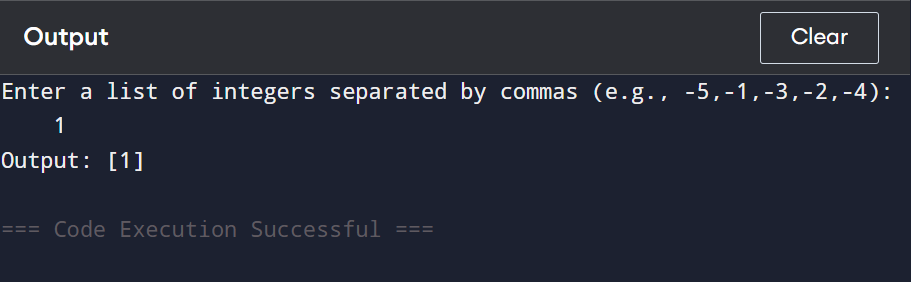 Output
Clear
Enter a list of integers separated by commas (e.g., -5,-1,-3,-2,-4):
1
Output: [1]
=== Code Execution Successful ===